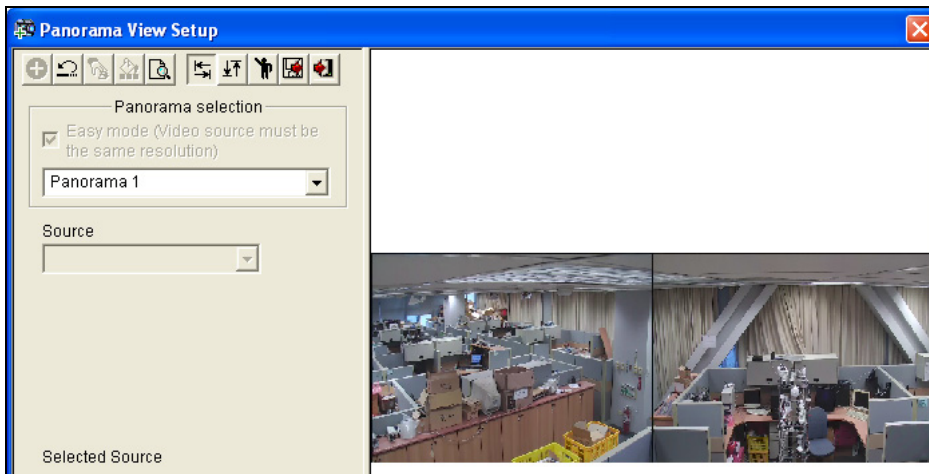 Panorama View Setup
Panorama selection
Easy mode (Video source must be
the same resolution)
Panorama 1
Source
Selected Source